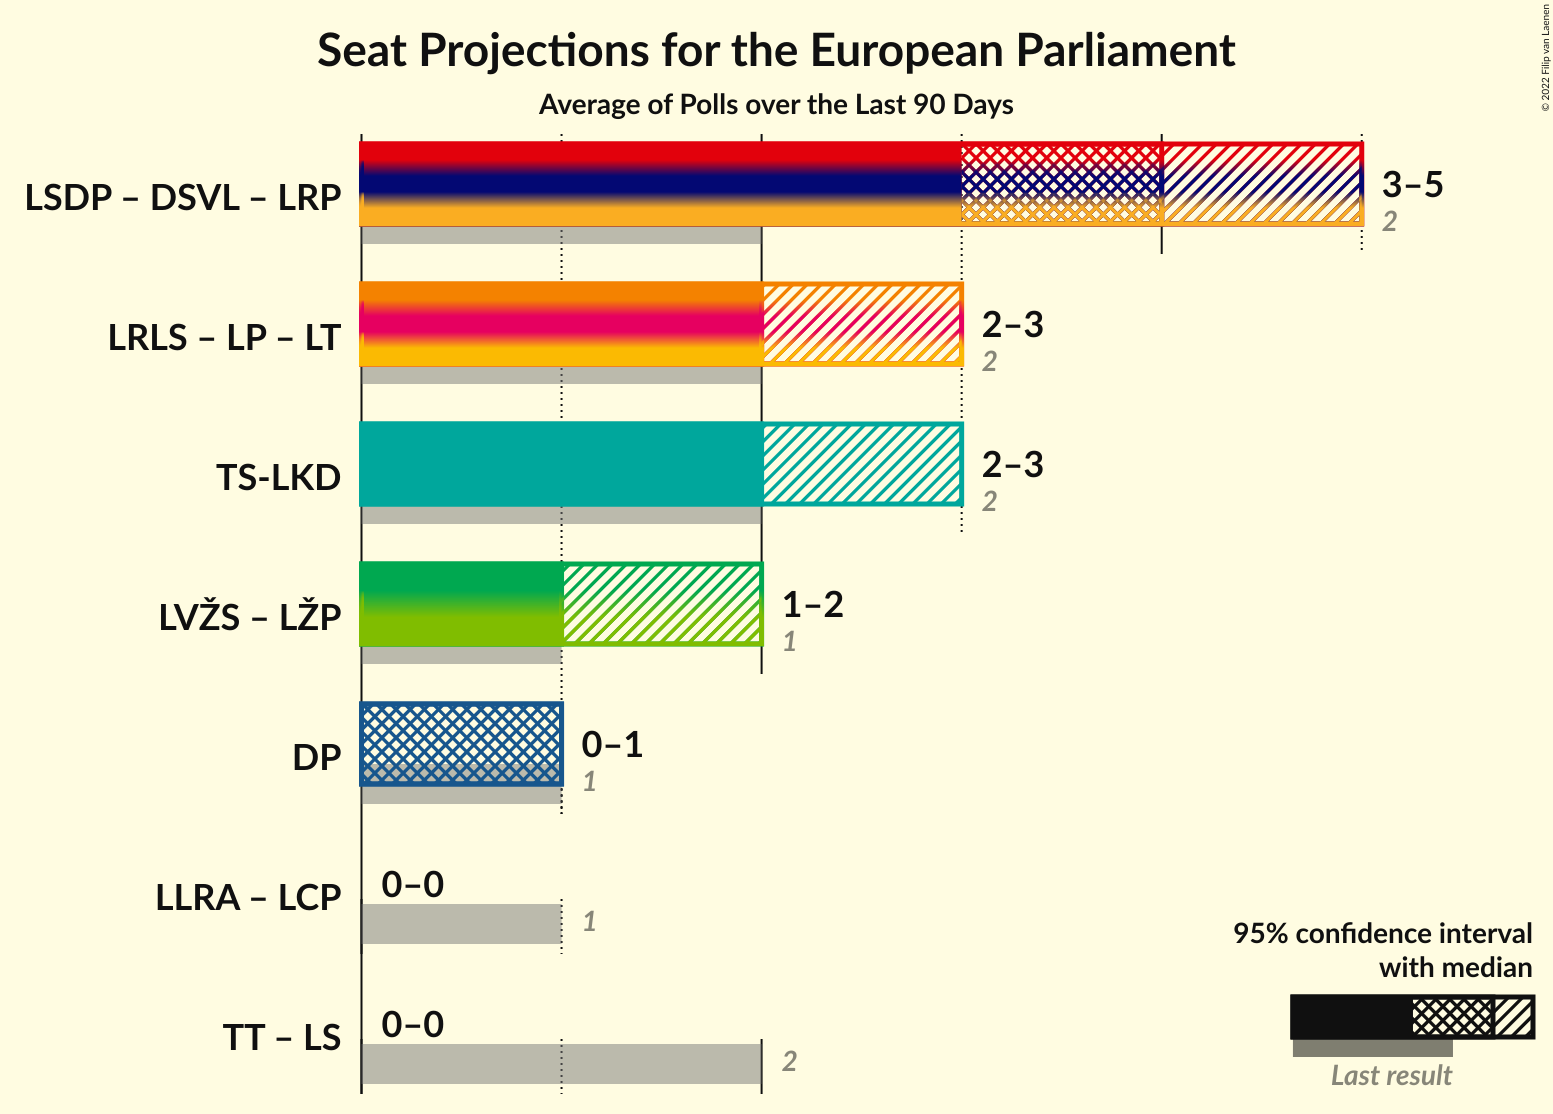 Seat Projections for the European Parliament
Average of Polls over the Last 90 Days
© 2022 Filip van Laenen
LSDP – DSVL – LRP
3–5
2
LRLS – LP – LT
2–3
2
TS-LKD
2–3
2
LVŽS – LŽP
1–2
1
DP
0–1
1
LLRA – LCP
0–0
1
TT – LS
0–0
2
95% confidence interval
with median
Last result